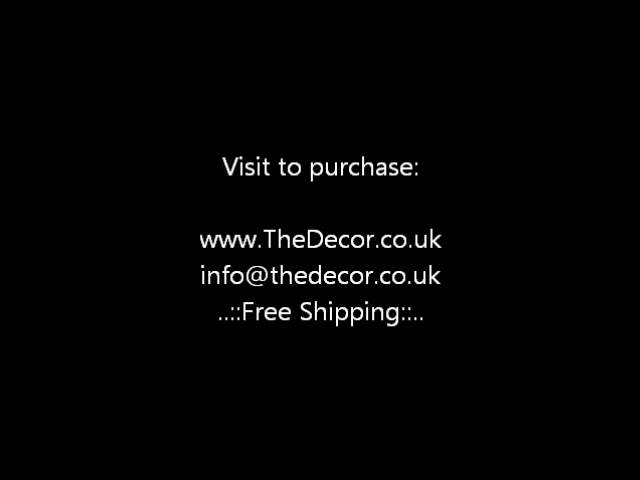 Visit to purchase:
www.TheDecor.co.uk
info@thedecor.co.uk
..::Free Shipping::..